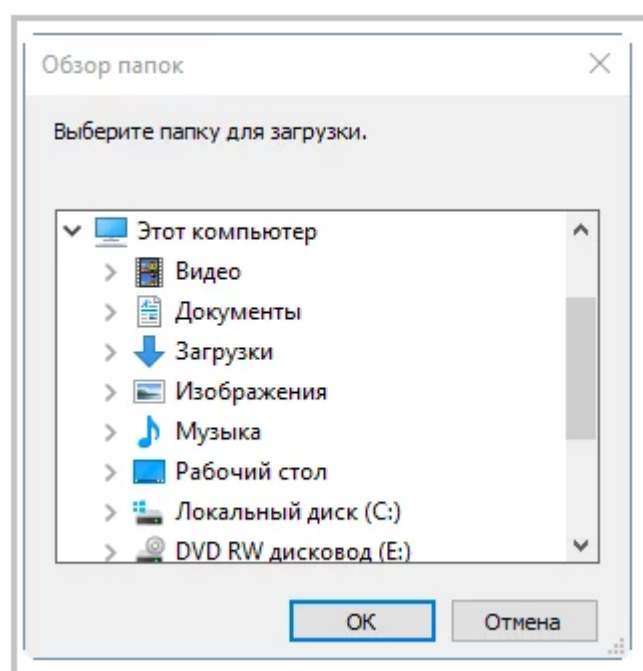 Обзор папок
Выберите папку для загрузки.
Этот компьютер
Видео
Документы
Загрузки
Изображения
Музыка
Рабочий стол
Локальный диск (C:)
DVD RW дисковод (E:)
ОК
Отмена